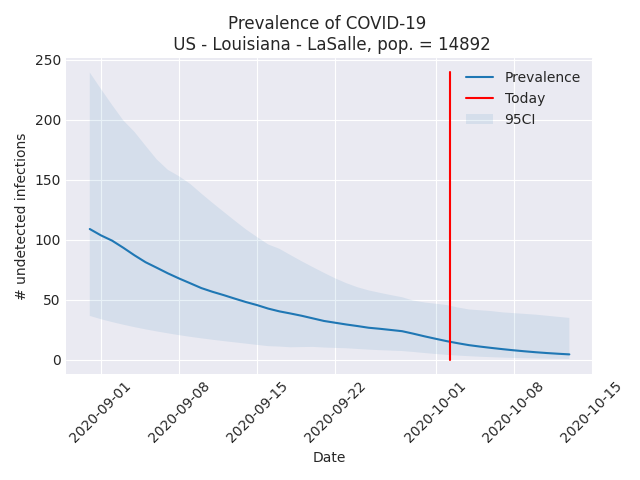 Prevalence of COVID-19
US - Louisiana - LaSalle, pop. = 14892
250
200
150
100
50
0
# undetected infections
Prevalence
Today
95CI
2020-09-01
2020-09-08
2020-09-15
2020-09-22
2020-10-01
2020-10-08
2020-10-15
Date